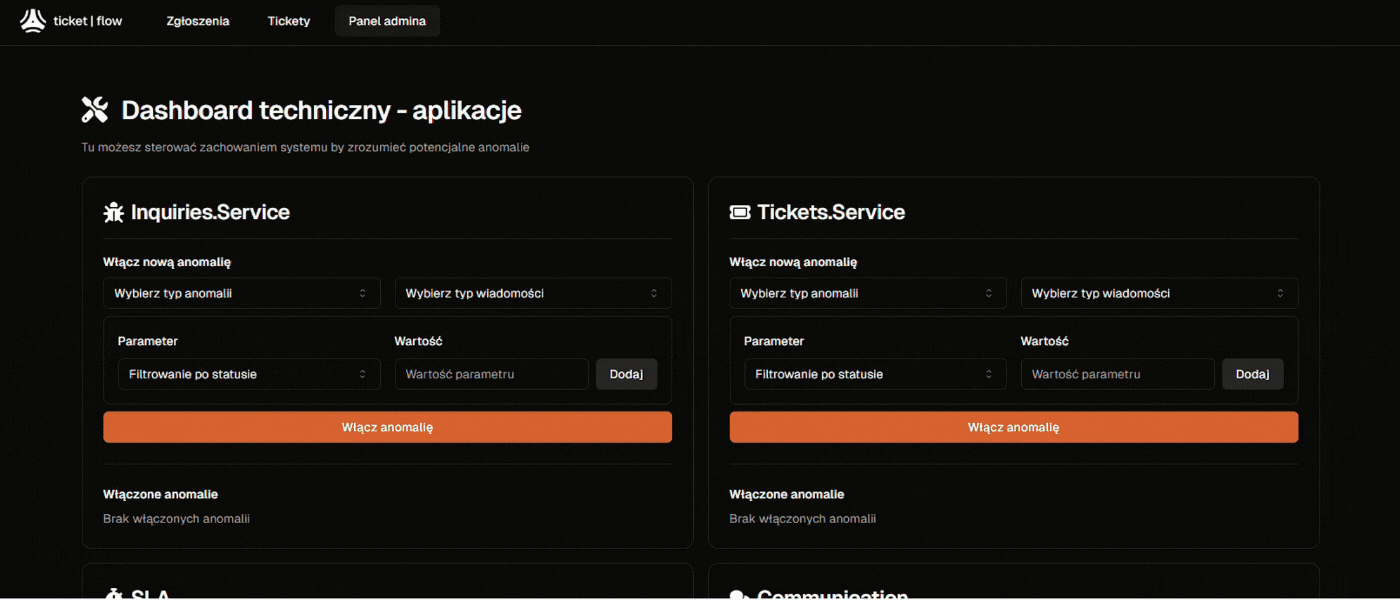 ticket | flow Zgłoszenia Tickety Panel admina
Dashboard techniczny - aplikacje
Tu możesz sterować zachowaniem systemu by zrozumieć potencjalne anomalie
Inquiries.Service
Włącz nową anomalię
Wybierz typ anomalii Wybierz typ wiadomości
Parameter Wartość
Filtrowanie po statusie Wartość parametru Dodaj
Włącz anomalię
Włączone anomalie
Brak włączonych anomalii
Tickets.Service
Włącz nową anomalię
Wybierz typ anomalii Wybierz typ wiadomości
Parameter Wartość
Filtrowanie po statusie Wartość parametru Dodaj
Włącz anomalię
Włączone anomalie
Brak włączonych anomalii
SLA
Communication